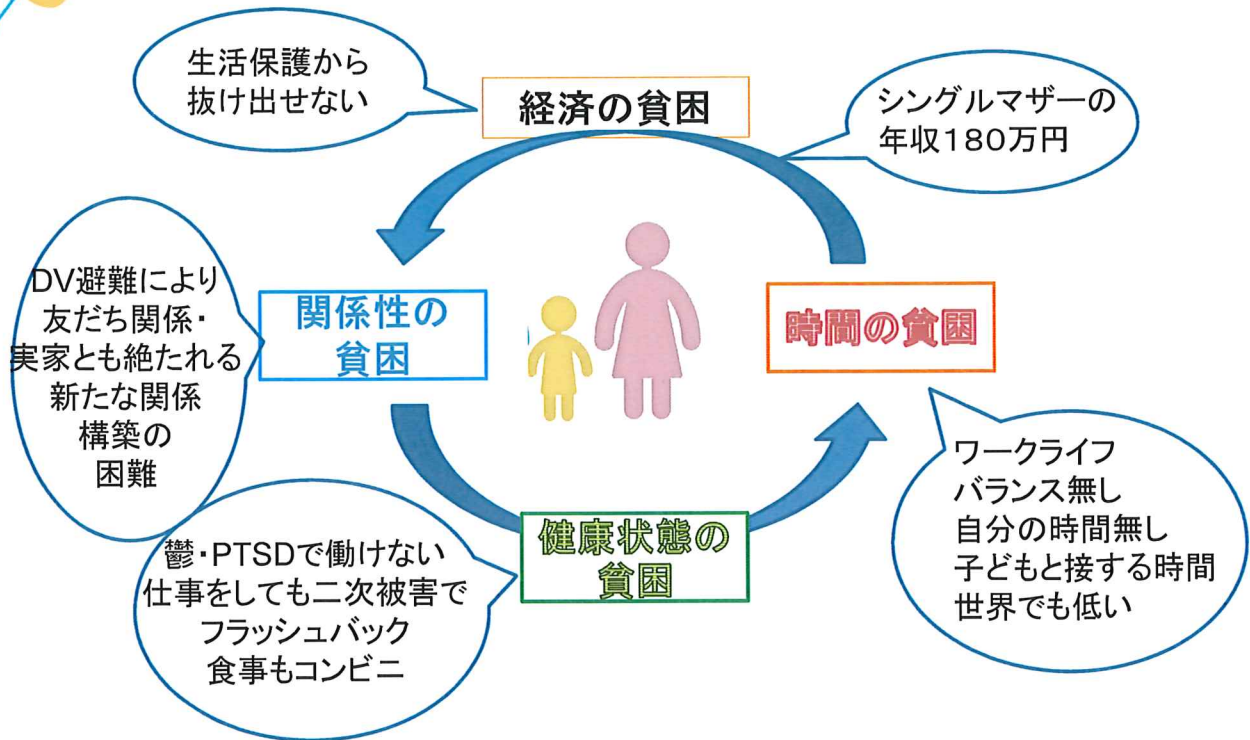 生活保護から
抜け出せない
経済の貧困
シングルマザーの
年収180万円
DV避難により
友だち関係・
実家とも絶たれる
新たな関係
構築の
困難
関係性の
貧困
時間の貧困
ワークライフ
バランス無し
自分の時間無し
子どもと接する時間
世界でも低い
健康状態の
貧困
鬱・PTSDで働けない
仕事をしても二次被害で
フラッシュバック
食事もコンビニ